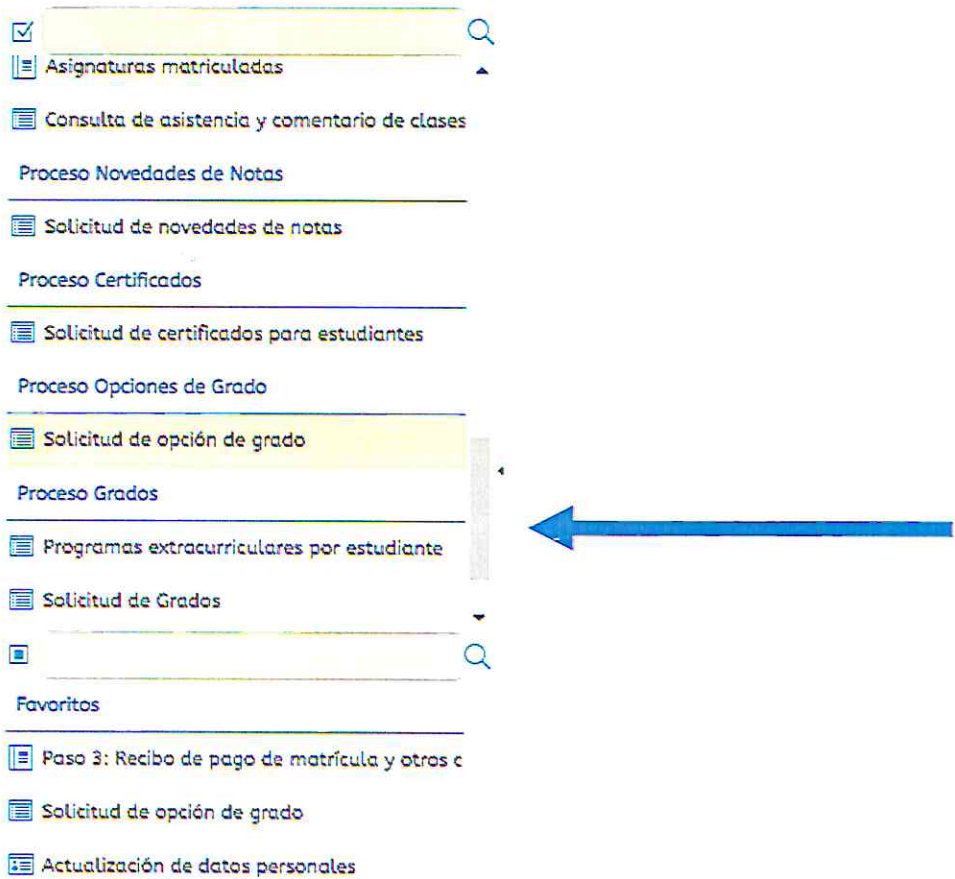 Asignaturas matriculadas
Consulta de asistencia y comentario de clases
Proceso Novedades de Notas
Solicitud de novedades de notas
Proceso Certificados
Solicitud de certificados para estudiantes
Proceso Opciones de Grado
Solicitud de opción de grado
Proceso Grados
Programas extracurriculares por estudiante
Solicitud de Grados
Favoritos
Paso 3: Recibo de pago de matrícula y otros c
Solicitud de opción de grado
Actualización de datos personales